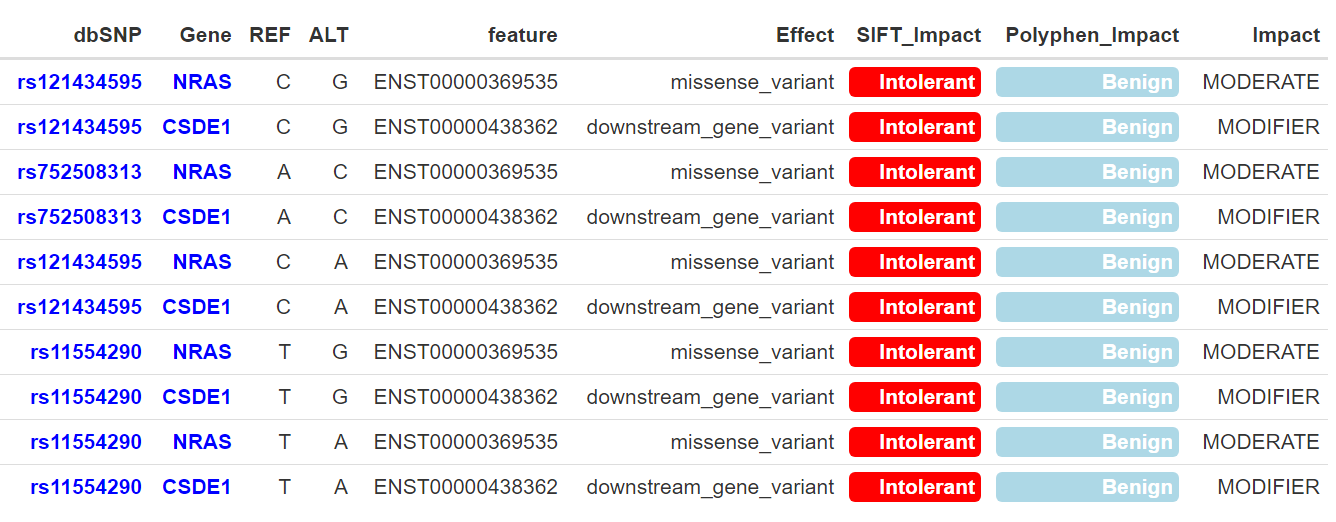 dbSNP Gene REF ALT feature Effect SIFT_Impact Polyphen_Impact Impact
rs121434595 NRAS C G ENST00000369535 missense_variant Intolerant Benign MODERATE
rs121434595 CSDE1 C G ENST00000438362 downstream_gene_variant Intolerant Benign MODIFIER
rs752508313 NRAS A C ENST00000369535 missense_variant Intolerant Benign MODERATE
rs752508313 CSDE1 A C ENST00000438362 downstream_gene_variant Intolerant Benign MODIFIER
rs121434595 NRAS C A ENST00000369535 missense_variant Intolerant Benign MODERATE
rs121434595 CSDE1 C A ENST00000438362 downstream_gene_variant Intolerant Benign MODIFIER
rs11554290 NRAS T G ENST00000369535 missense_variant Intolerant Benign MODERATE
rs11554290 CSDE1 T G ENST00000438362 downstream_gene_variant Intolerant Benign MODIFIER
rs11554290 NRAS T A ENST00000369535 missense_variant Intolerant Benign MODERATE
rs11554290 CSDE1 T A ENST00000438362 downstream_gene_variant Intolerant Benign MODIFIER